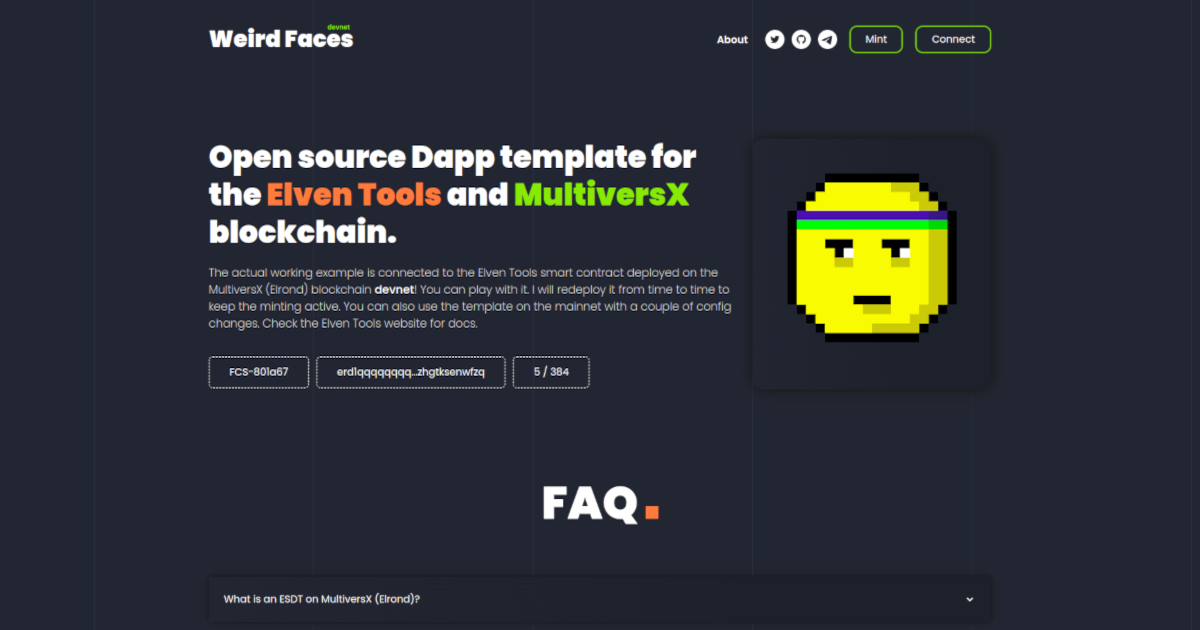 devnet
Weird Faces
About
Mint
Connect
Open source Dapp template for
the Elven Tools and MultiversX
blockchain.
The actual working example is connected to the Elven Tools smart contract deployed on the
MultiversX (Elrond) blockchain devnet! You can play with it. I will redeploy it from time to time to
keep the minting active. You can also use the template on the mainnet with a couple of config
changes. Check the Elven Tools website for docs.
FCS-801a67
erd1qqqqqqqq...zhgtksenwfzq
5 / 384
FAQ.
What is an ESDT on MultiversX (Elrond)?